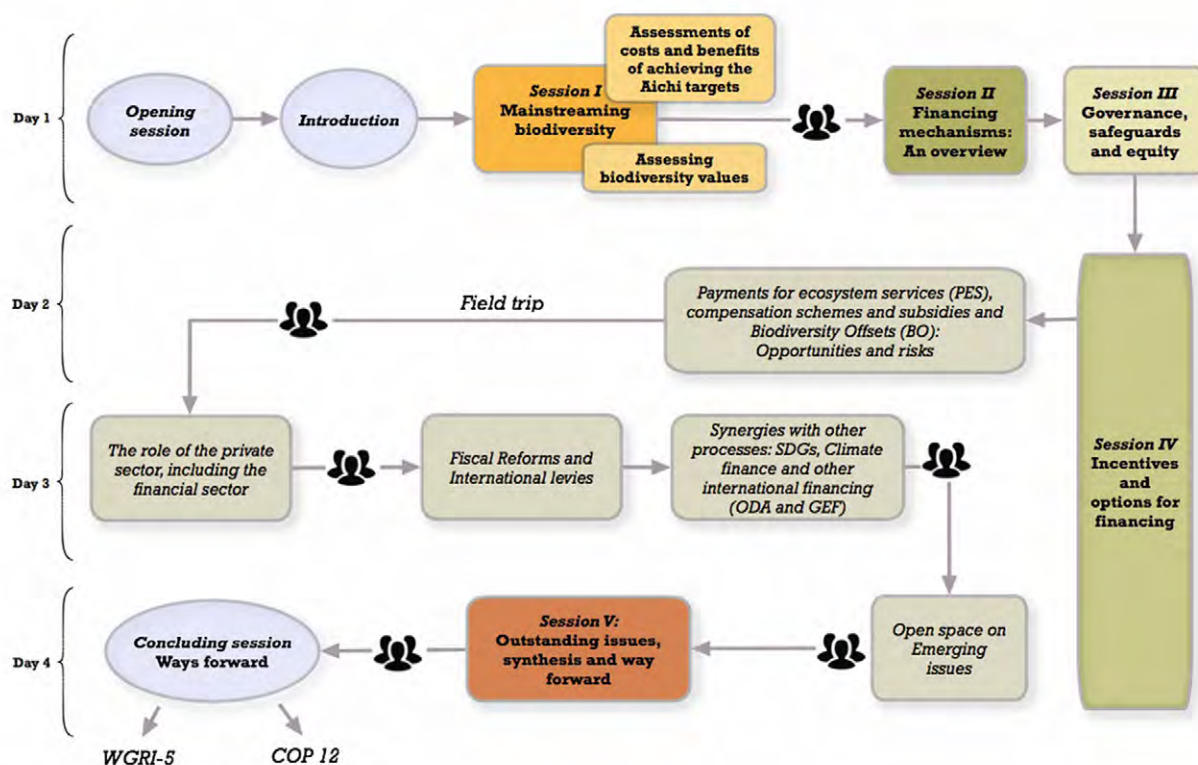 Day 1
Opening
session
Introduction
Session I
Mainstreaming
biodiversity
Assessments of
costs and benefits
of achieving the
Aichi targets
Assessing
biodiversity values
Session II
Financing
mechanisms:
An overview
Session III
Governance,
safeguards
and equity
Day 2
Field trip
Payments for ecosystem services (PES),
compensation schemes and subsidies and
Biodiversity Offsets (BO):
Opportunities and risks
Session IV
Incentives
and
options for
financing
Day 3
The role of the private
sector, including the
financial sector
Fiscal Reforms and
International levies
Synergies with other
processes: SDGs, Climate
finance and other
international financing
(ODA and GEF)
Day 4
Concluding session
Ways forward
Session V:
Outstanding issues,
synthesis and way
forward
Open space on
Emerging
issues
WGRI-5
COP 12